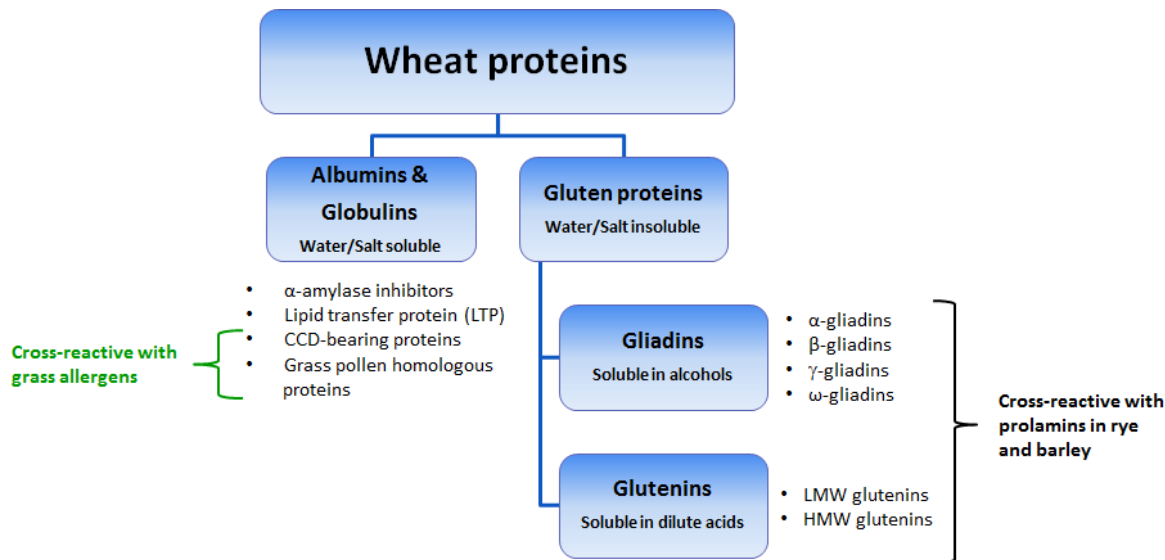 Wheat proteins
Albumins &
Globulins
Water/Salt soluble
Gluten proteins
Water/Salt insoluble
• α-amylase inhibitors
• Lipid transfer protein (LTP)
• CCD-bearing proteins
• Grass pollen homologous
proteins
Cross-reactive with
grass allergens
Gliadins
Soluble in alcohols
• α-gliadins
• β-gliadins
• γ-gliadins
• ω-gliadins
Cross-reactive with
prolamins in rye
and barley
Glutenins
Soluble in dilute acids
• LMW glutenins
• HMW glutenins